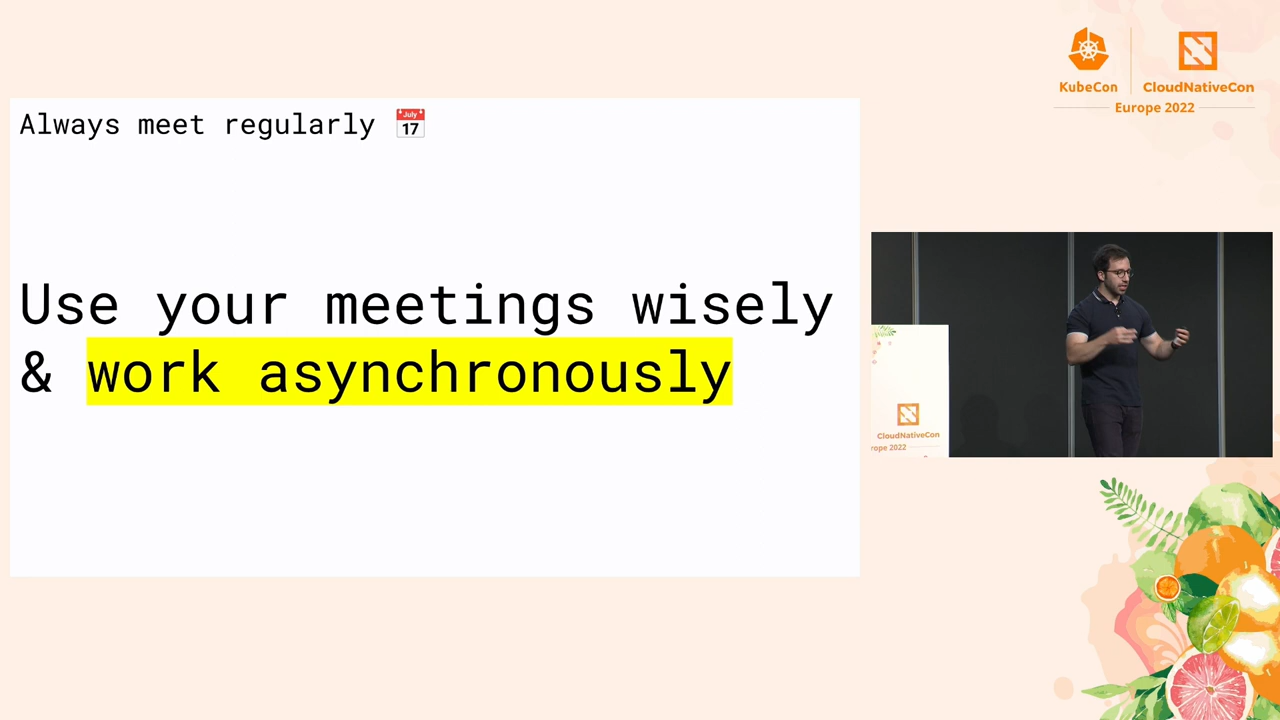 KubeCon
CloudNativeCon
Europe 2022
Always meet regularly 📅
July
17
Use your meetings wisely
& work asynchronously
CloudNativeCon
rope 2022